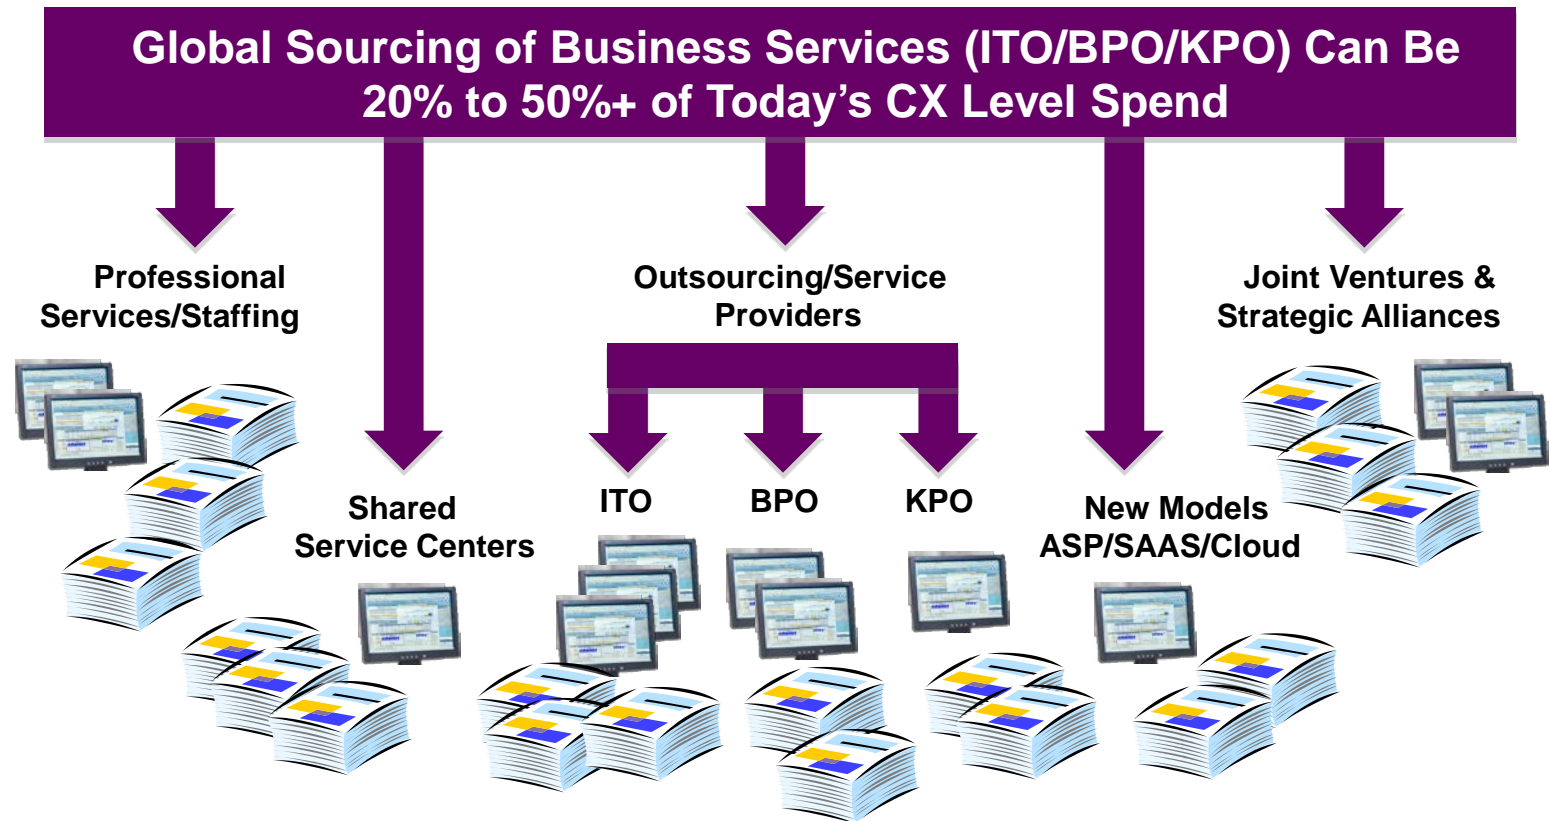 Global Sourcing of Business Services (ITO/BPO/KPO) Can Be
20% to 50%+ of Today's CX Level Spend
Professional
Services/Staffing
Outsourcing/Service
Providers
Joint Ventures &
Strategic Alliances
Shared
Service Centers
ITO
BPO
KPO
New Models
ASP/SAAS/Cloud